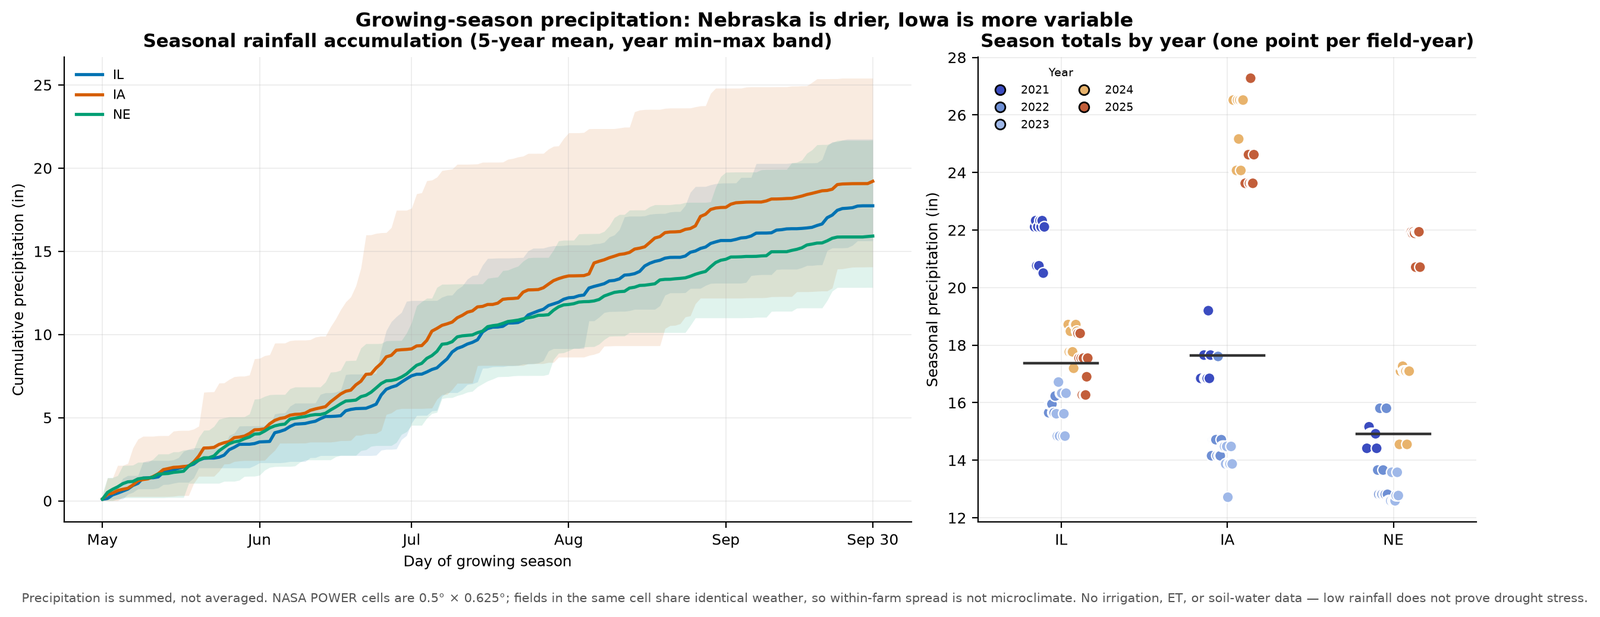 Growing-season precipitation: Nebraska is drier, Iowa is more variable
Seasonal rainfall accumulation (5-year mean, year min–max band)
Cumulative precipitation (in)
25
20
15
10
5
0
IL
IA
NE
May
Jun
Jul
Aug
Sep
Sep 30
Day of growing season
Season totals by year (one point per field-year)
Seasonal precipitation (in)
28
26
24
22
20
18
16
14
12
Year
2021
2022
2023
2024
2025
IL
IA
NE
Precipitation is summed, not averaged. NASA POWER cells are 0.5° × 0.625°; fields in the same cell share identical weather, so within-farm spread is not microclimate. No irrigation, ET, or soil-water data — low rainfall does not prove drought stress.